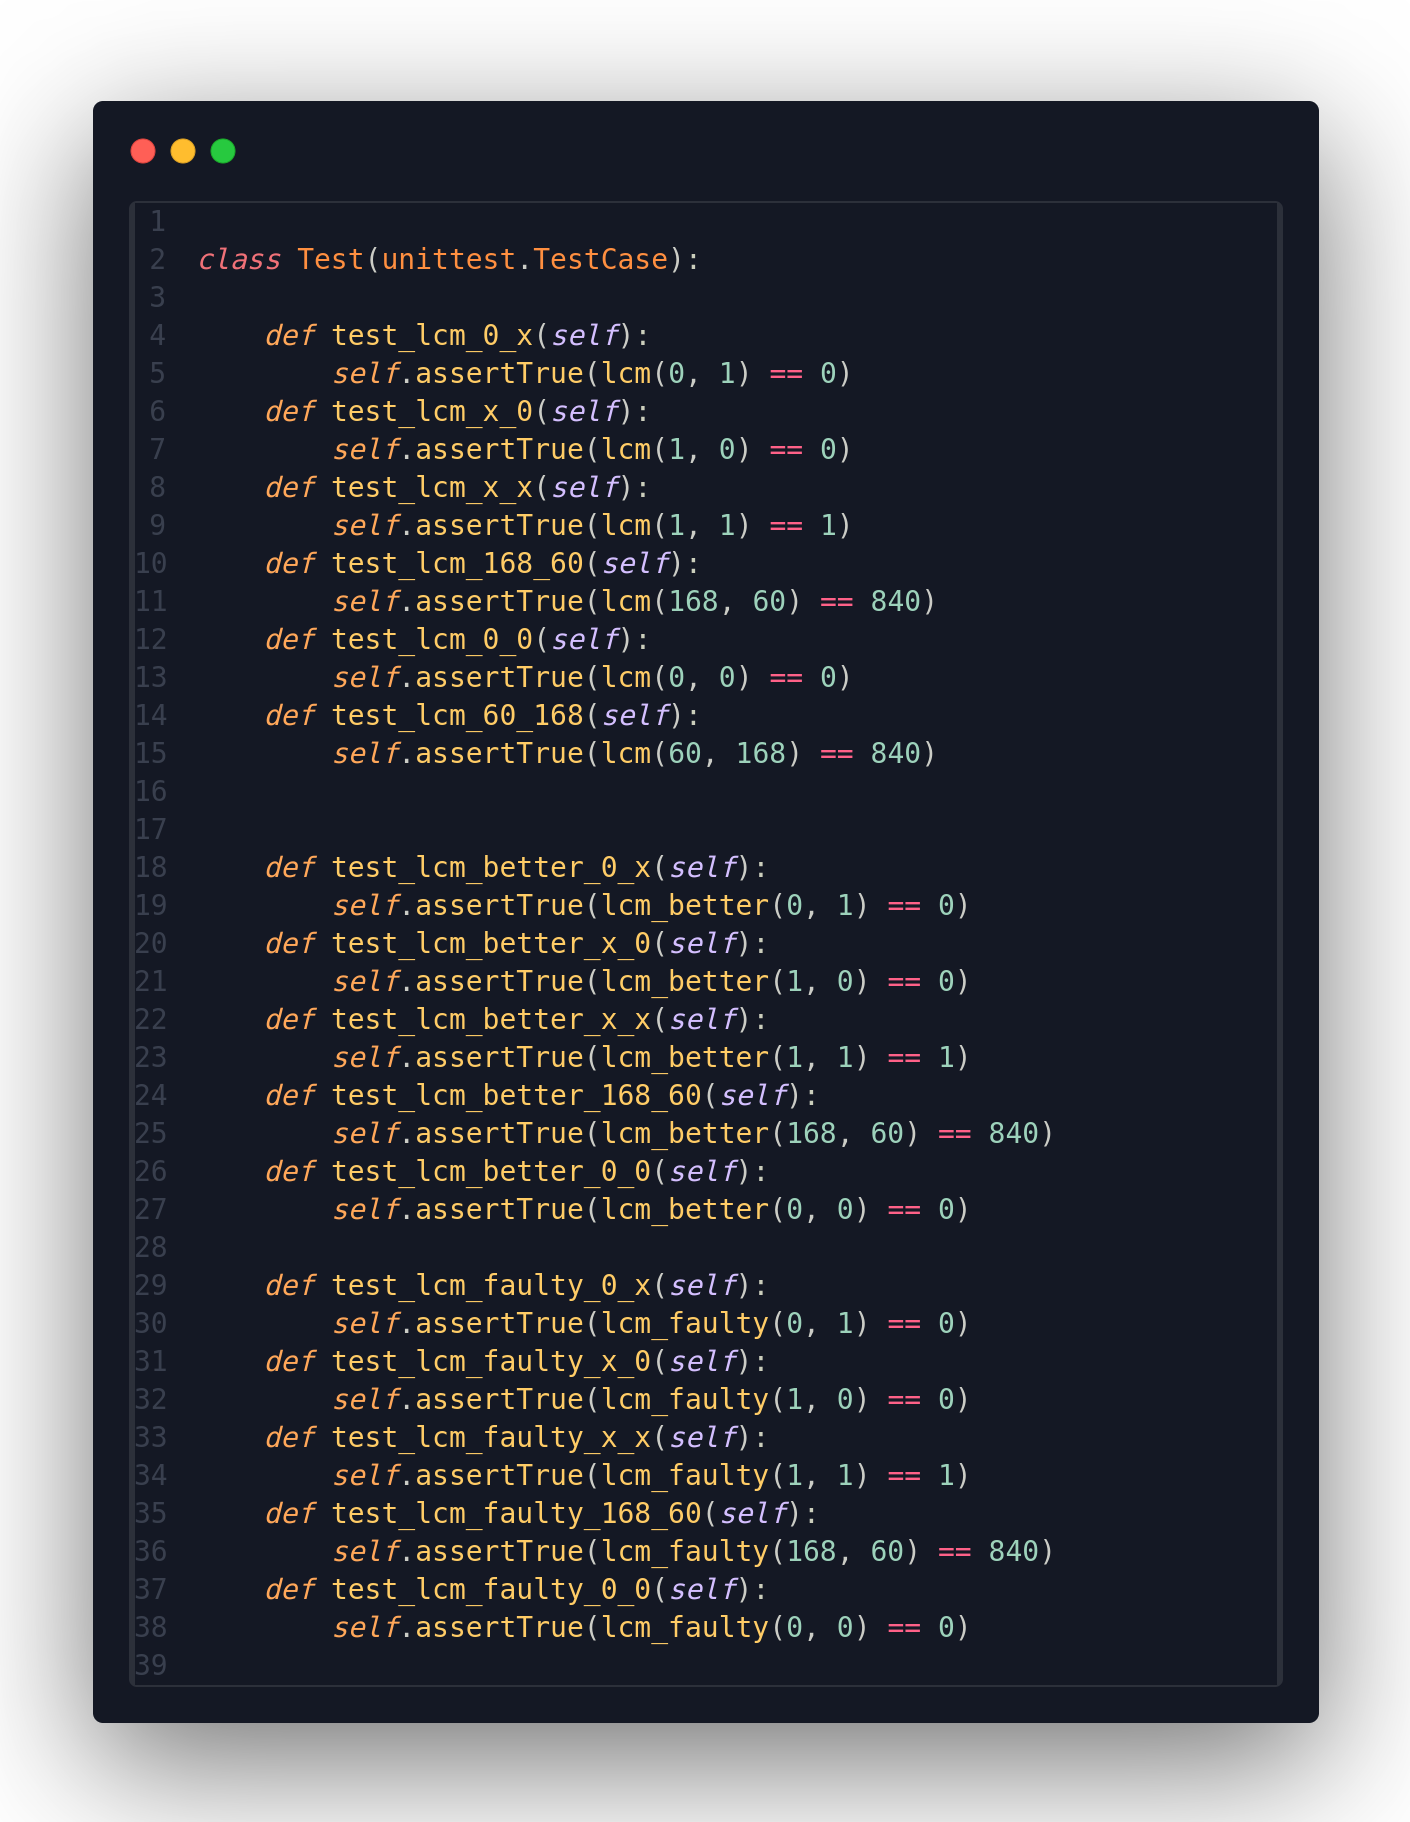 1
2 class Test(unittest.TestCase):
3
4     def test_lcm_0_x(self):
5         self.assertTrue(lcm(0, 1) == 0)
6     def test_lcm_x_0(self):
7         self.assertTrue(lcm(1, 0) == 0)
8     def test_lcm_x_x(self):
9         self.assertTrue(lcm(1, 1) == 1)
10     def test_lcm_168_60(self):
11         self.assertTrue(lcm(168, 60) == 840)
12     def test_lcm_0_0(self):
13         self.assertTrue(lcm(0, 0) == 0)
14     def test_lcm_60_168(self):
15         self.assertTrue(lcm(60, 168) == 840)
16
17
18     def test_lcm_better_0_x(self):
19         self.assertTrue(lcm_better(0, 1) == 0)
20     def test_lcm_better_x_0(self):
21         self.assertTrue(lcm_better(1, 0) == 0)
22     def test_lcm_better_x_x(self):
23         self.assertTrue(lcm_better(1, 1) == 1)
24     def test_lcm_better_168_60(self):
25         self.assertTrue(lcm_better(168, 60) == 840)
26     def test_lcm_better_0_0(self):
27         self.assertTrue(lcm_better(0, 0) == 0)
28
29     def test_lcm_faulty_0_x(self):
30         self.assertTrue(lcm_faulty(0, 1) == 0)
31     def test_lcm_faulty_x_0(self):
32         self.assertTrue(lcm_faulty(1, 0) == 0)
33     def test_lcm_faulty_x_x(self):
34         self.assertTrue(lcm_faulty(1, 1) == 1)
35     def test_lcm_faulty_168_60(self):
36         self.assertTrue(lcm_faulty(168, 60) == 840)
37     def test_lcm_faulty_0_0(self):
38         self.assertTrue(lcm_faulty(0, 0) == 0)
39